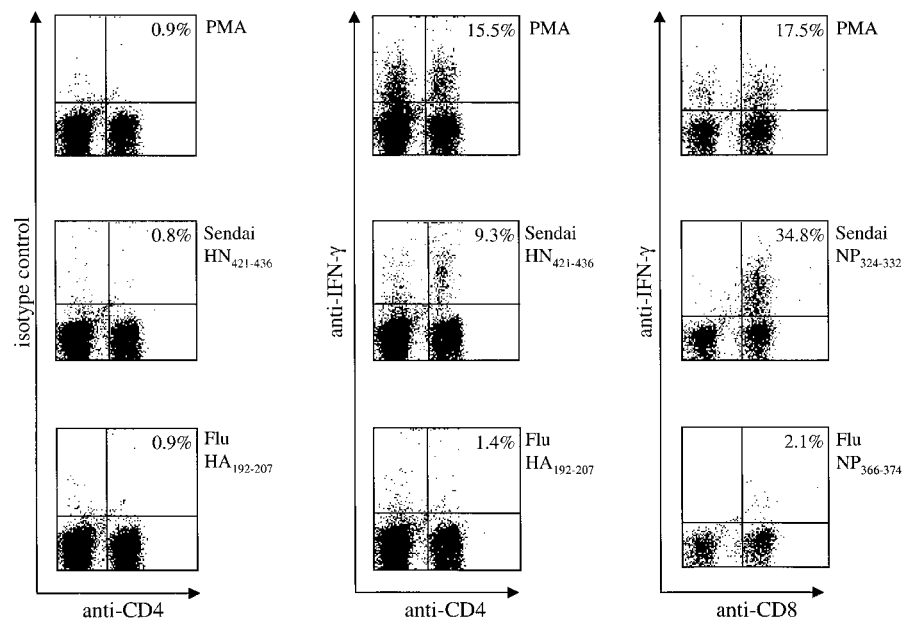 0.9% PMA
15.5% PMA
17.5% PMA
0.8% Sendai
HN421-436
9.3% Sendai
HN421-436
34.8% Sendai
NP324-332
0.9% Flu
HA192-207
1.4% Flu
HA192-207
2.1% Flu
NP366-374
isotype control
anti-IFN-γ
anti-IFN-γ
anti-CD4
anti-CD4
anti-CD8